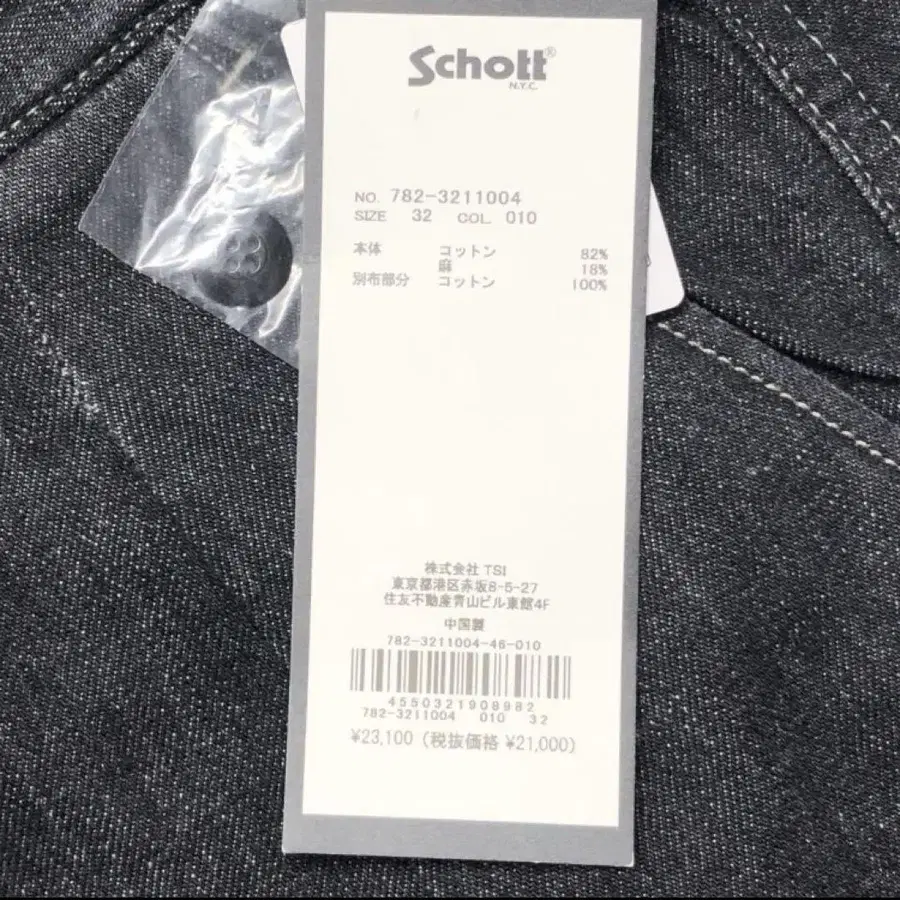 Schott®
N.Y.C.
NO. 782-3211004
SIZE 32 COL. 010
本体 コットン 82%
麻 18%
別布部分 コットン 100%
株式会社 TSI
東京都港区赤坂8-5-27
住友不動産青山ビル東館4F
中国製
782-3211004-46-010
4550321908982
782-3211004 010 32
¥23,100 (税抜価格 ¥21,000)